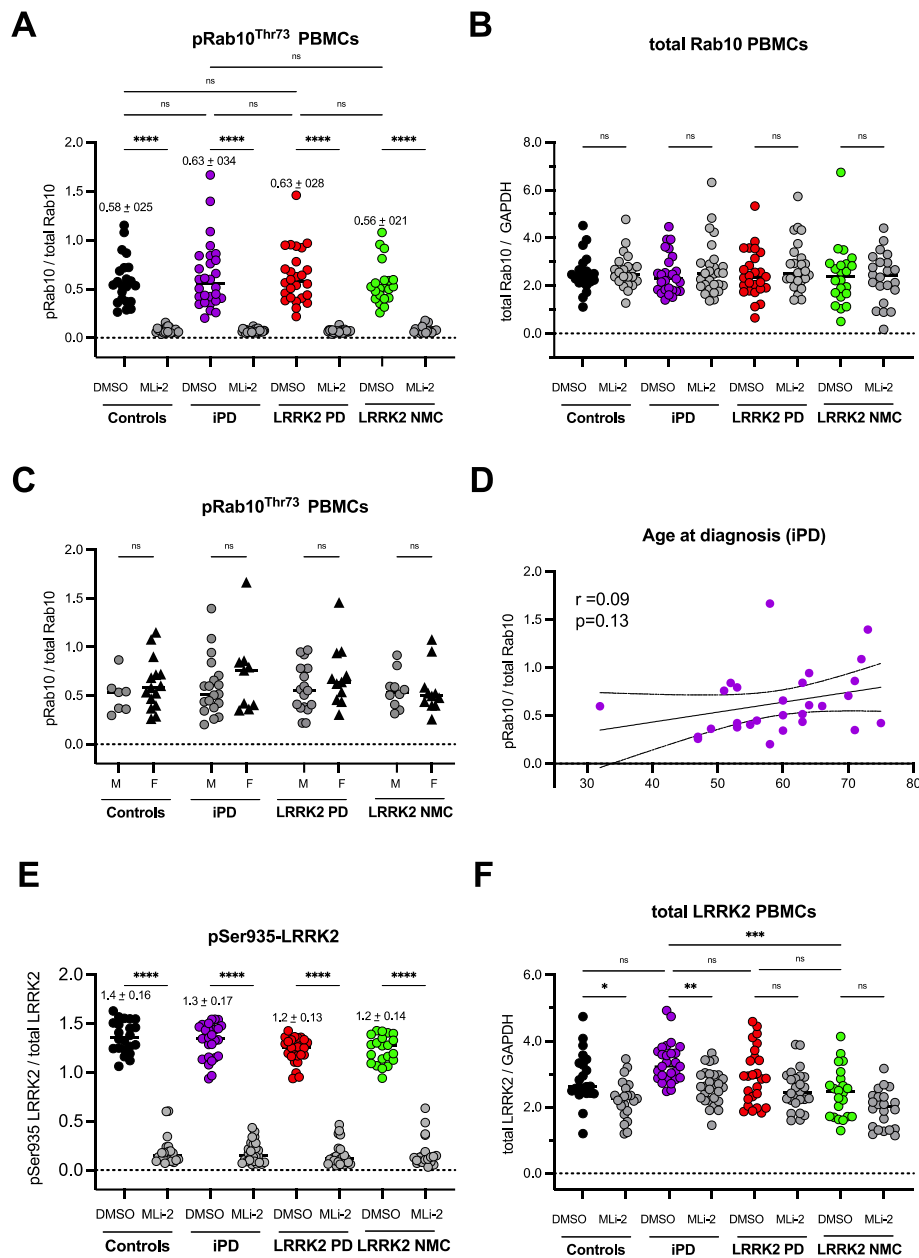 A
pRab10Thr73 PBMCs
ns
ns
ns ns ns
**** **** **** ****
0.58 ± 025
0.63 ± 034
0.63 ± 028
0.56 ± 021
pRab10 / total Rab10
2.0
1.5
1.0
0.5
0.0
DMSO MLi-2 DMSO MLi-2 DMSO MLi-2 DMSO MLi-2
Controls iPD LRRK2 PD LRRK2 NMC
B
total Rab10 PBMCs
ns ns ns ns
total Rab10 / GAPDH
8.0
6.0
4.0
2.0
0.0
DMSO MLi-2 DMSO MLi-2 DMSO MLi-2 DMSO MLi-2
Controls iPD LRRK2 PD LRRK2 NMC
C
pRab10Thr73 PBMCs
ns ns ns ns
pRab10 / total Rab10
2.0
1.5
1.0
0.5
0.0
M F M F M F M F
Controls iPD LRRK2 PD LRRK2 NMC
D
Age at diagnosis (iPD)
r =0.09
p=0.13
pRab10 / total Rab10
2.0
1.5
1.0
0.5
0.0
30 40 50 60 70 80
E
pSer935-LRRK2
**** **** **** ****
1.4 ± 0.16
1.3 ± 0.17
1.2 ± 0.13
1.2 ± 0.14
pSer935 LRRK2 / total LRRK2
2.0
1.5
1.0
0.5
0.0
DMSO MLi-2 DMSO MLi-2 DMSO MLi-2 DMSO MLi-2
Controls iPD LRRK2 PD LRRK2 NMC
F
total LRRK2 PBMCs
***
ns ns ns
* ** ns ns
total LRRK2 / GAPDH
6.0
4.0
2.0
0.0
DMSO MLi-2 DMSO MLi-2 DMSO MLi-2 DMSO MLi-2
Controls iPD LRRK2 PD LRRK2 NMC